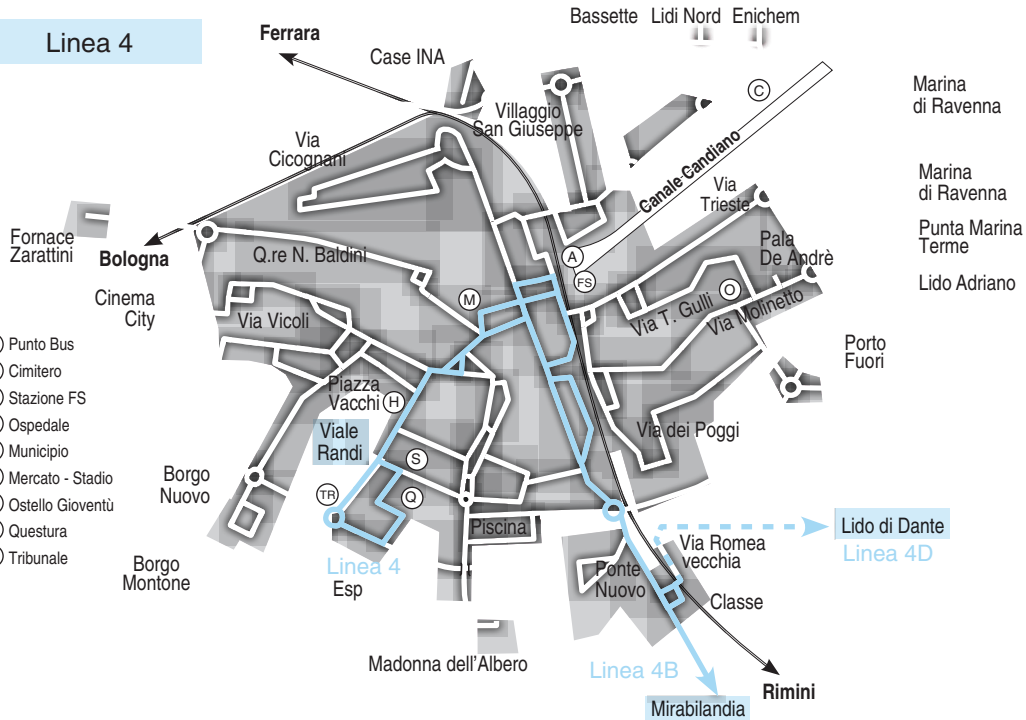 Linea 4
Ferrara
Case INA
Bassette
Lidi Nord
Enichem
C
Villaggio
San Giuseppe
Canale Candiano
Marina
di Ravenna
Via
Cicognani
Via
Trieste
Marina
di Ravenna
Fornace
Zarattini
Bologna
Q.re N. Baldini
A
FS
Pala
De Andrè
Punta Marina
Terme
Lido Adriano
Cinema
City
M
O
Via T. Gulli
Via Molinetto
Via Vicoli
Porto
Fuori
Punto Bus
Cimitero
Stazione FS
Ospedale
Municipio
Mercato - Stadio
Ostello Gioventù
Questura
Tribunale
Piazza
Vacchi
H
Viale
Randi
S
Q
TR
Via dei Poggi
Borgo
Nuovo
Piscina
Lido di Dante
Linea 4D
Via Romea
vecchia
Borgo
Montone
Linea 4
Esp
Ponte
Nuovo
Classe
Madonna dell'Albero
Linea 4B
Rimini
Mirabilandia